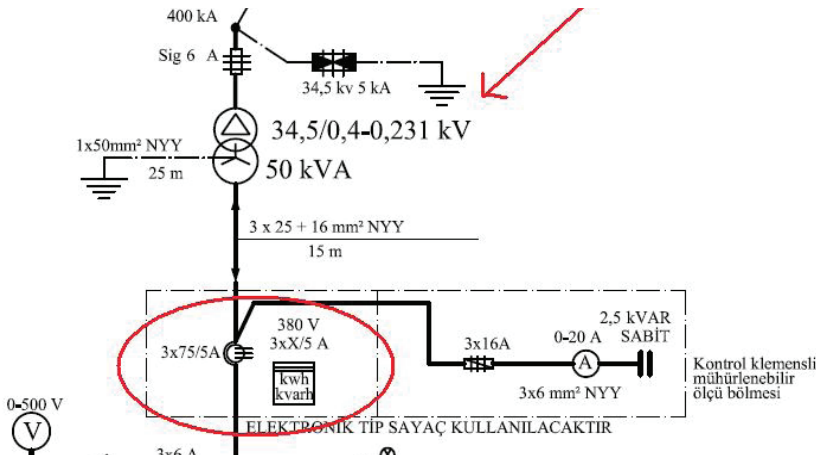 400 kA
Sig 6 A
34,5 kv 5 kA
34,5/0,4-0,231 kV
1x50mm² NYY
25 m
50 kVA
3 x 25 + 16 mm² NYY
15 m
380 V
3xX/5 A
3x75/5A
kwh
kvarh
3x16A
0-20 A
A
2,5 kVAR
SABİT
3x6 mm² NYY
Kontrol klemensli
mühürlenebilir
ölçü bölmesi
0-500 V
V
ELEKTRONİK TİP SAYAÇ KULLANILACAKTIR
3x6 A